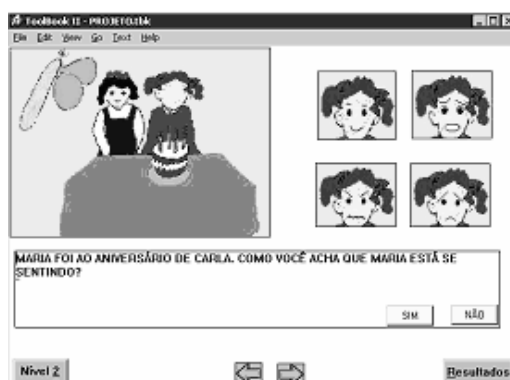 ToolBook II - PROJETO.tbk
File Edit View Go Text Help
MARIA FOI AO ANIVERSÁRIO DE CARLA. COMO VOCÊ ACHA QUE MARIA ESTÁ SE
SENTINDO?
SIM NÃO
Nível 2 Resultados